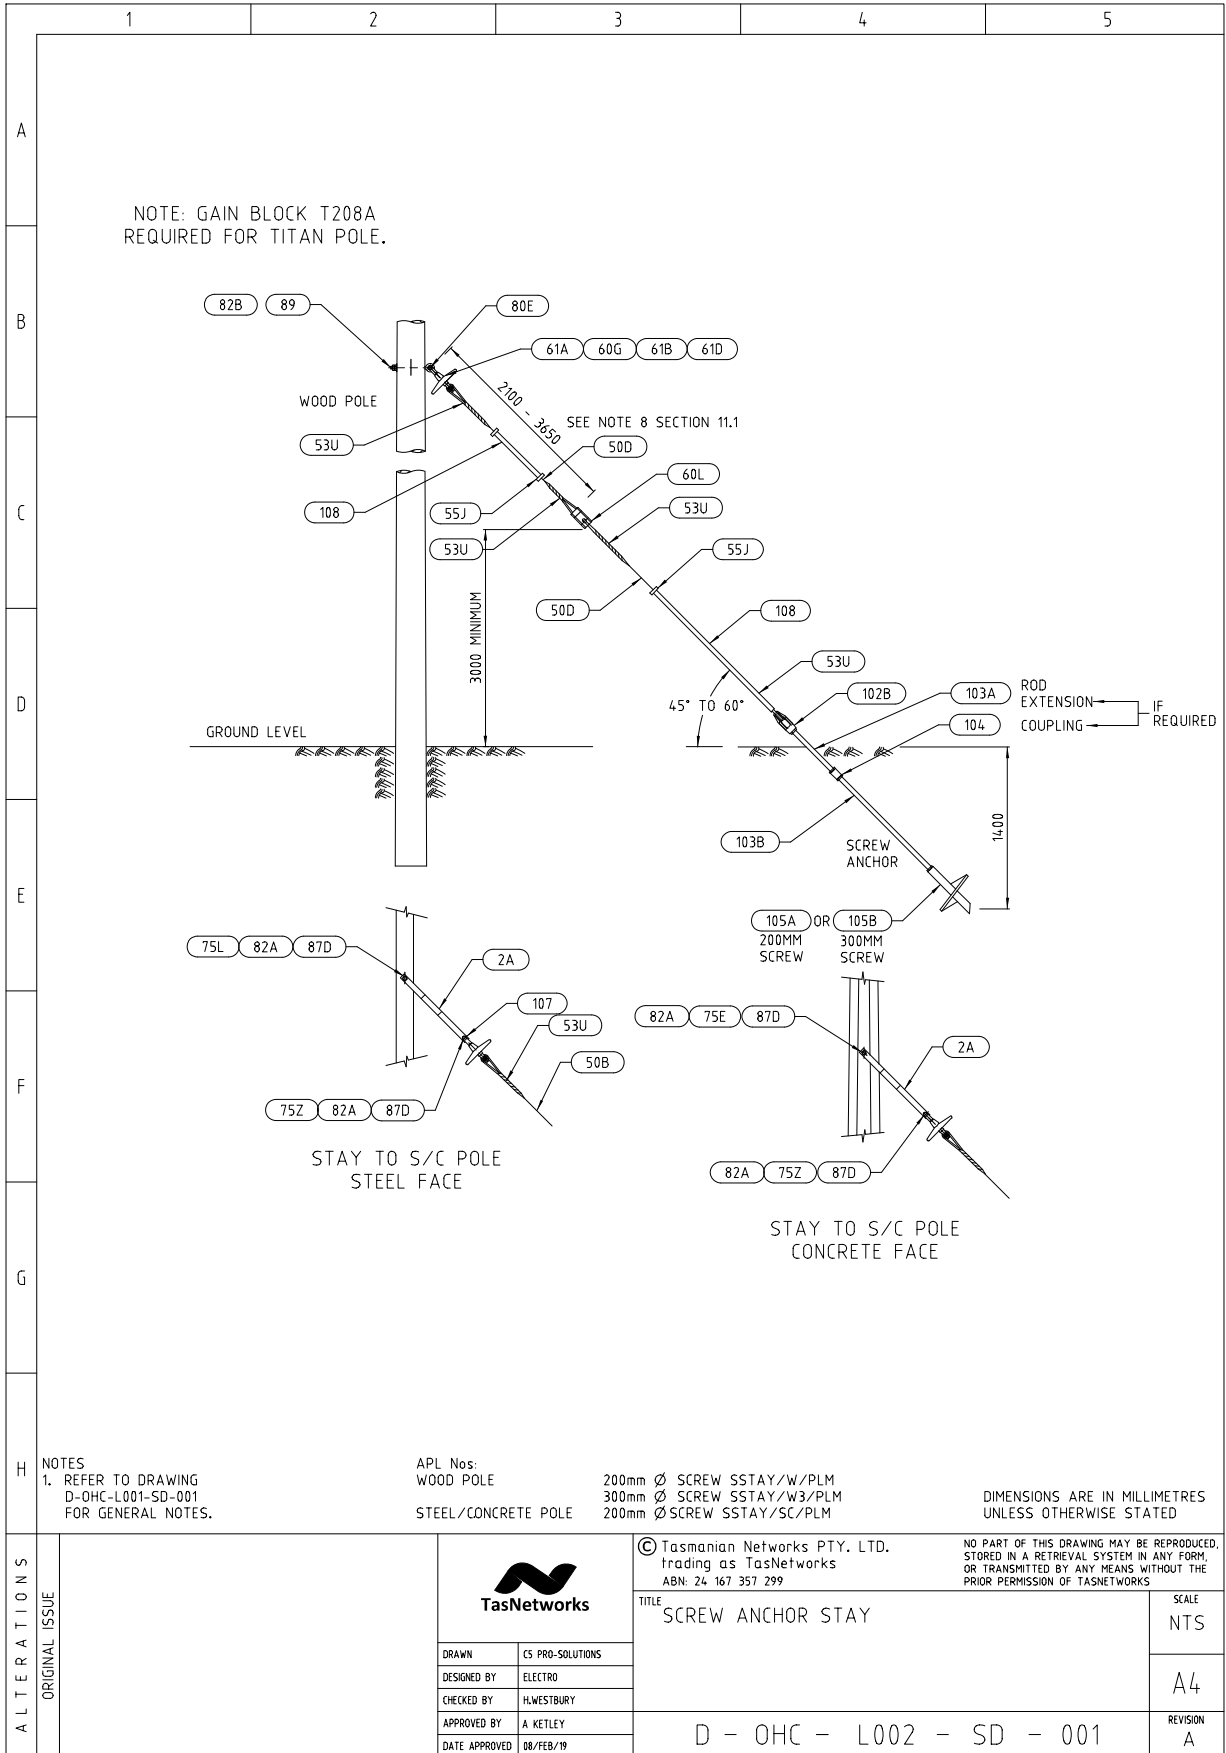 1 2 3 4 5
A
B
C
D
E
F
G
H
NOTE: GAIN BLOCK T208A
REQUIRED FOR TITAN POLE.
82B 89 80E
61A 60G 61B 61D
WOOD POLE
2100 - 3650
SEE NOTE 8 SECTION 11.1
53U 50D
60L
108 55J 53U
53U 55J
3000 MINIMUM
50D 108
53U
45° TO 60°
102B 103A
ROD
EXTENSION
COUPLING
IF
REQUIRED
104
GROUND LEVEL
1400
103B
SCREW
ANCHOR
105A OR 105B
200MM
SCREW
300MM
SCREW
75L 82A 87D 2A
107
53U
50B
75Z 82A 87D
STAY TO S/C POLE
STEEL FACE
82A 75E 87D
2A
82A 75Z 87D
STAY TO S/C POLE
CONCRETE FACE
NOTES
1. REFER TO DRAWING
D-OHC-L001-SD-001
FOR GENERAL NOTES.
APL Nos:
WOOD POLE 200mm Ø SCREW SSTAY/W/PLM
300mm Ø SCREW SSTAY/W3/PLM
STEEL/CONCRETE POLE 200mm Ø SCREW SSTAY/SC/PLM
DIMENSIONS ARE IN MILLIMETRES
UNLESS OTHERWISE STATED
ALTERATIONS
ORIGINAL ISSUE
TasNetworks
DRAWN C5 PRO-SOLUTIONS
DESIGNED BY ELECTRO
CHECKED BY H.WESTBURY
APPROVED BY A KETLEY
DATE APPROVED 08/FEB/19
© Tasmanian Networks PTY. LTD.
trading as TasNetworks
ABN: 24 167 357 299
NO PART OF THIS DRAWING MAY BE REPRODUCED,
STORED IN A RETRIEVAL SYSTEM IN ANY FORM,
OR TRANSMITTED BY ANY MEANS WITHOUT THE
PRIOR PERMISSION OF TASNETWORKS
TITLE
SCREW ANCHOR STAY
SCALE
NTS
A4
D - OHC - L002 - SD - 001
REVISION
A